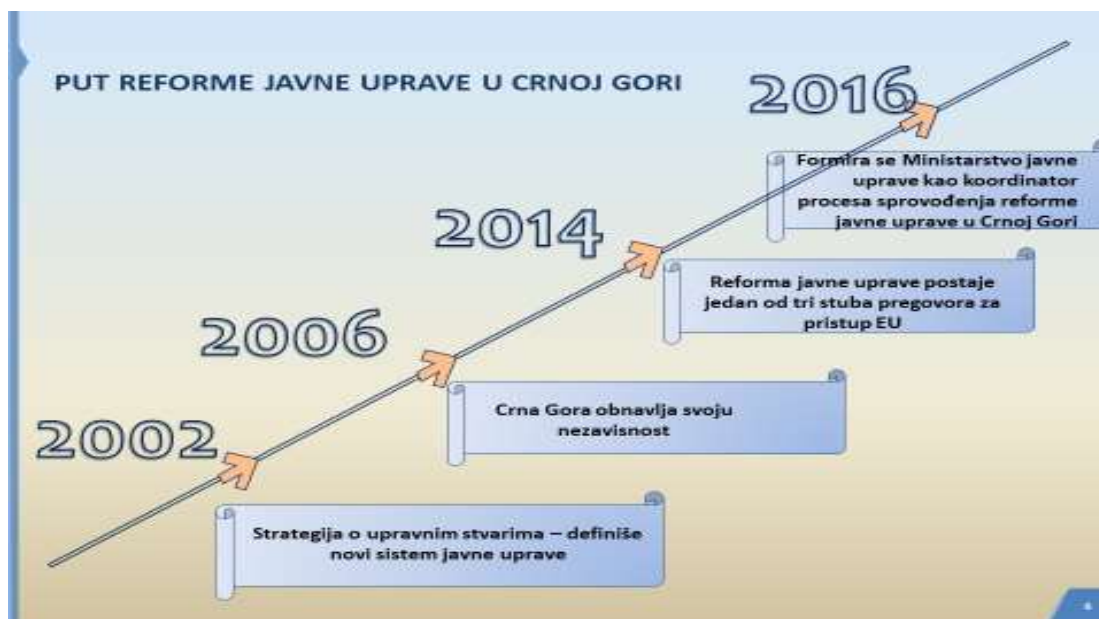 PUT REFORME JAVNE UPRAVE U CRNOJ GORI
2016
Formira se Ministarstvo javne
uprave kao koordinator
procesa sprovođenja reforme
javne uprave u Crnoj Gori
2014
Reforma javne uprave postaje
jedan od tri stuba pregovora za
pristup EU
2006
Crna Gora obnavlja svoju
nezavisnost
2002
Strategija o upravnim stvarima – definiše
novi sistem javne uprave